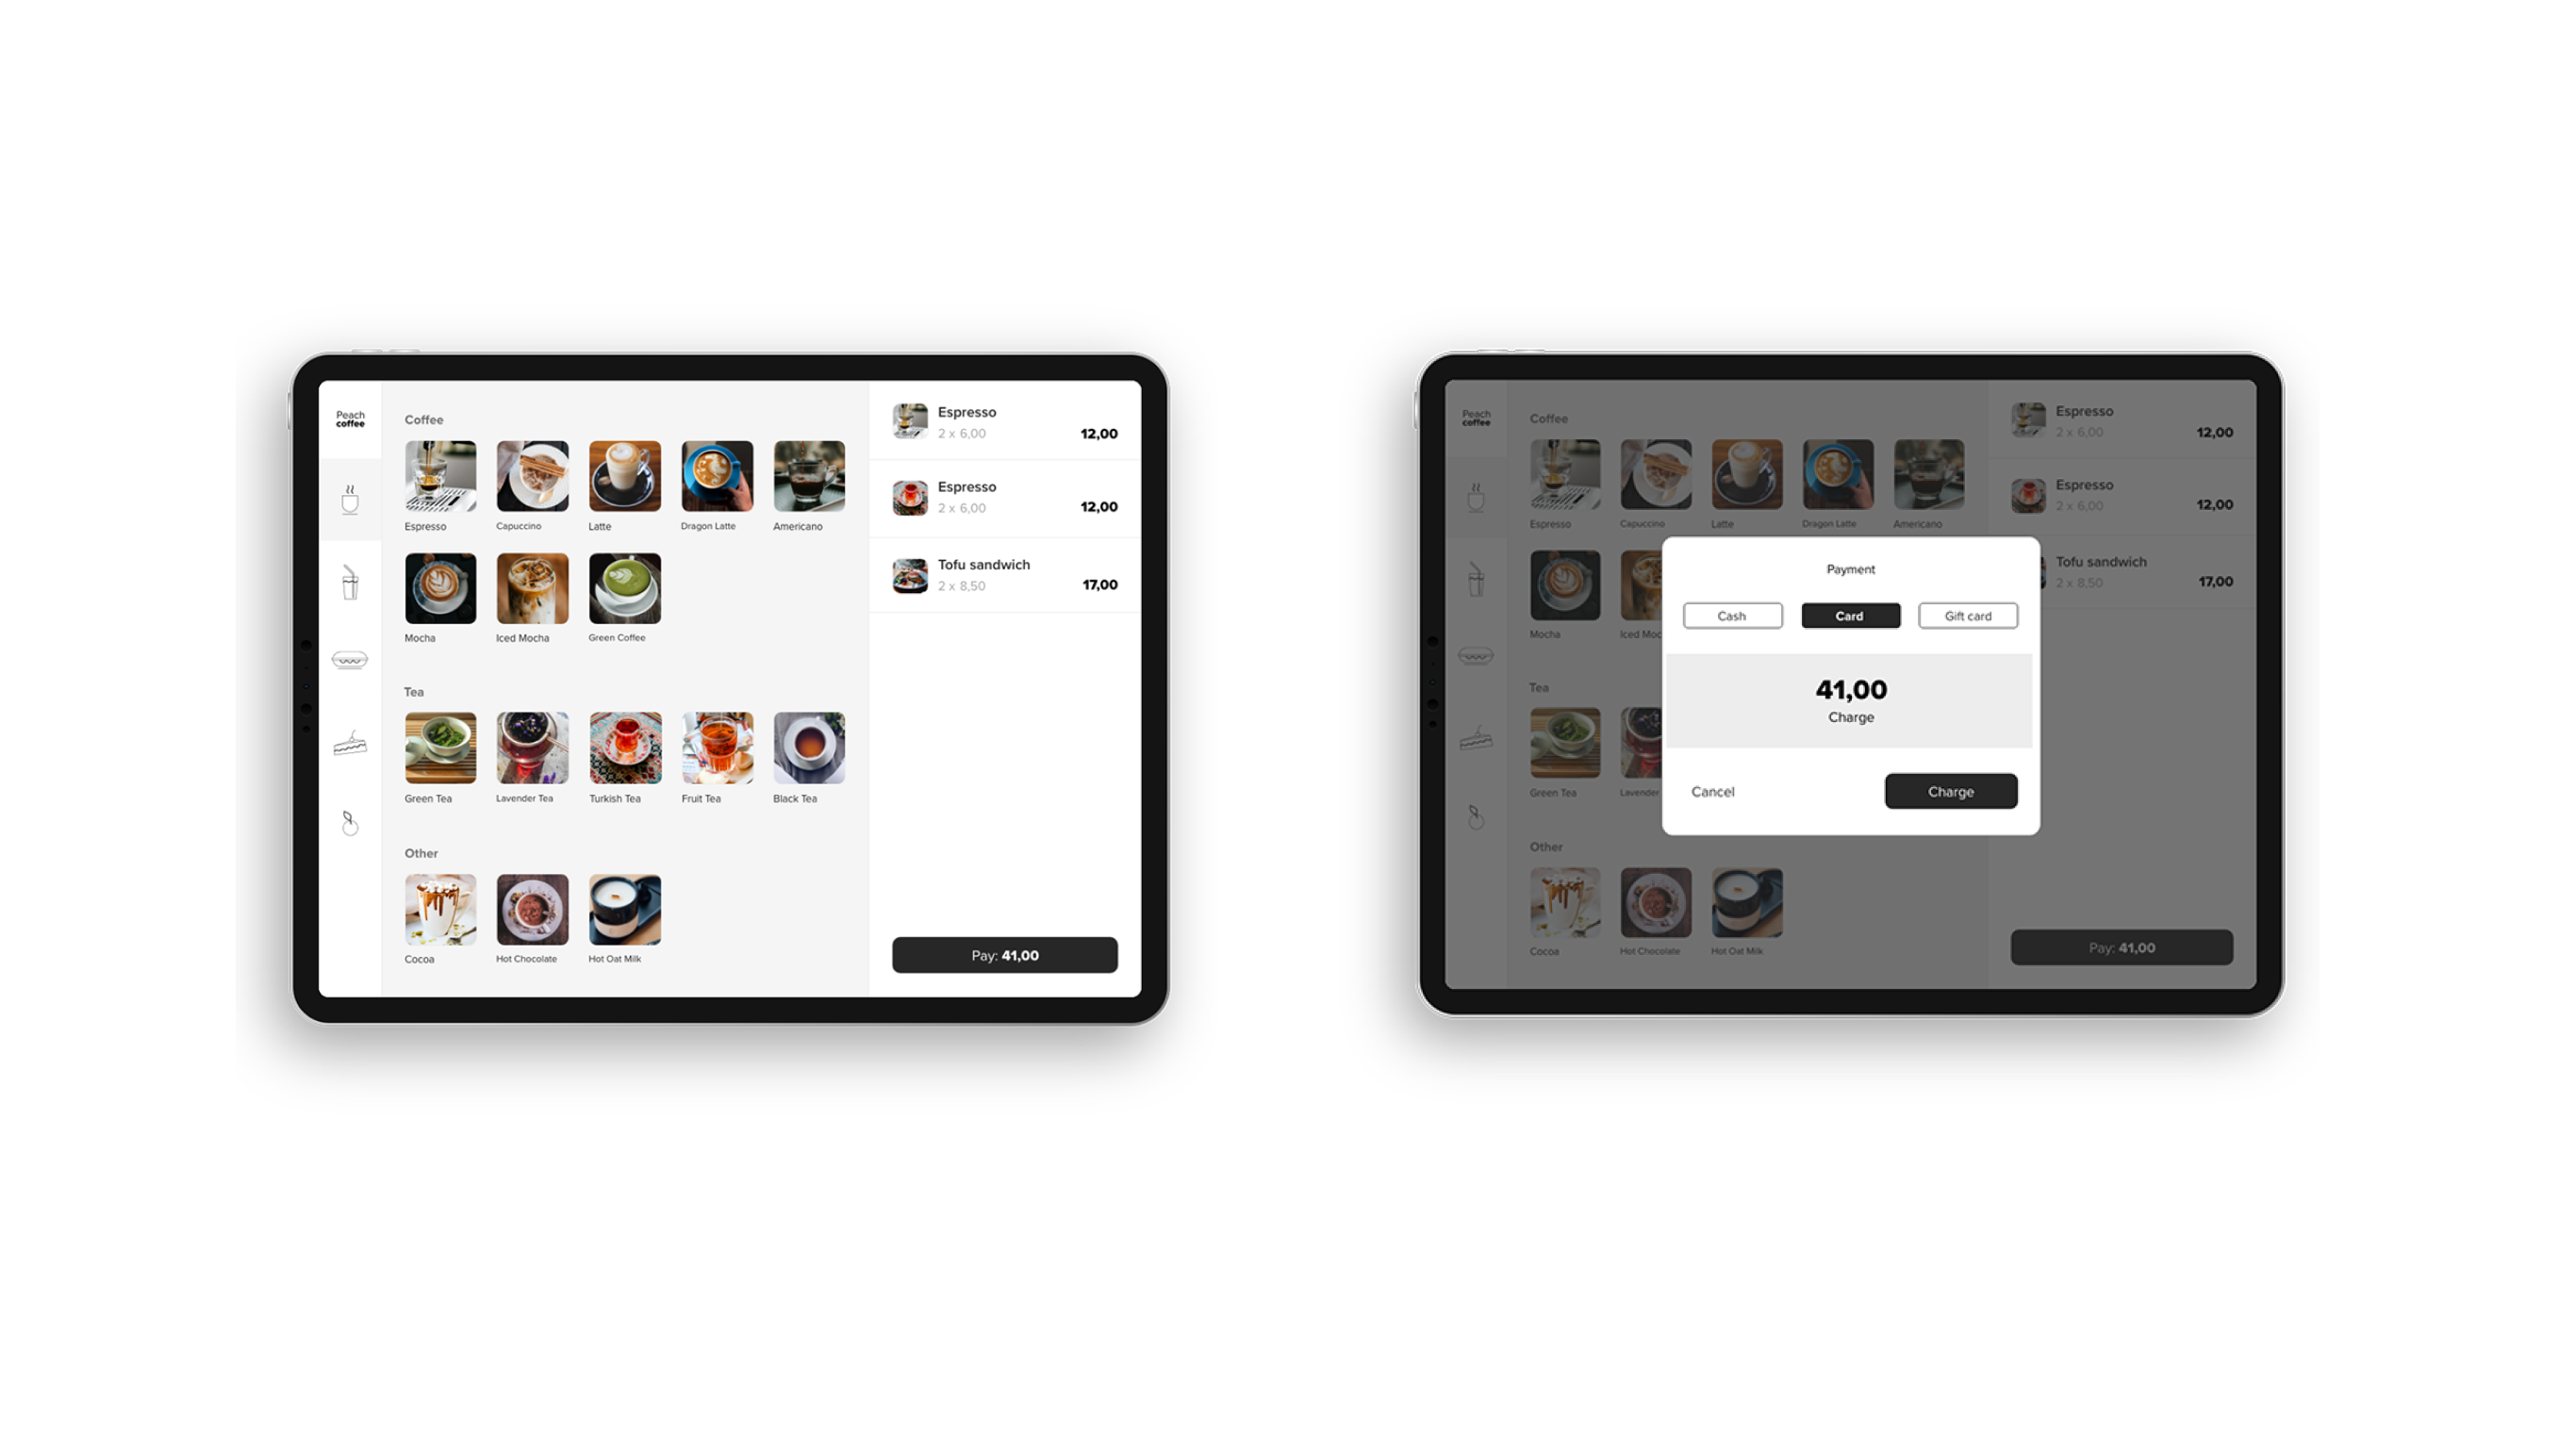 Peach
coffee
Coffee
Espresso
Capuccino
Latte
Dragon Latte
Americano
Mocha
Iced Mocha
Green Coffee
Tea
Green Tea
Lavender Tea
Turkish Tea
Fruit Tea
Black Tea
Other
Cocoa
Hot Chocolate
Hot Oat Milk
Espresso
2 x 6,00
12,00
Espresso
2 x 6,00
12,00
Tofu sandwich
2 x 8,50
17,00
Pay: 41,00
Peach
coffee
Coffee
Espresso
Capuccino
Latte
Dragon Latte
Americano
Mocha
Iced Moc
Tea
Green Tea
Lavender
Other
Cocoa
Hot Chocolate
Hot Oat Milk
Espresso
2 x 6,00
12,00
Espresso
2 x 6,00
12,00
Tofu sandwich
2 x 8,50
17,00
Pay: 41,00
Payment
Cash
Card
Gift card
41,00
Charge
Cancel
Charge